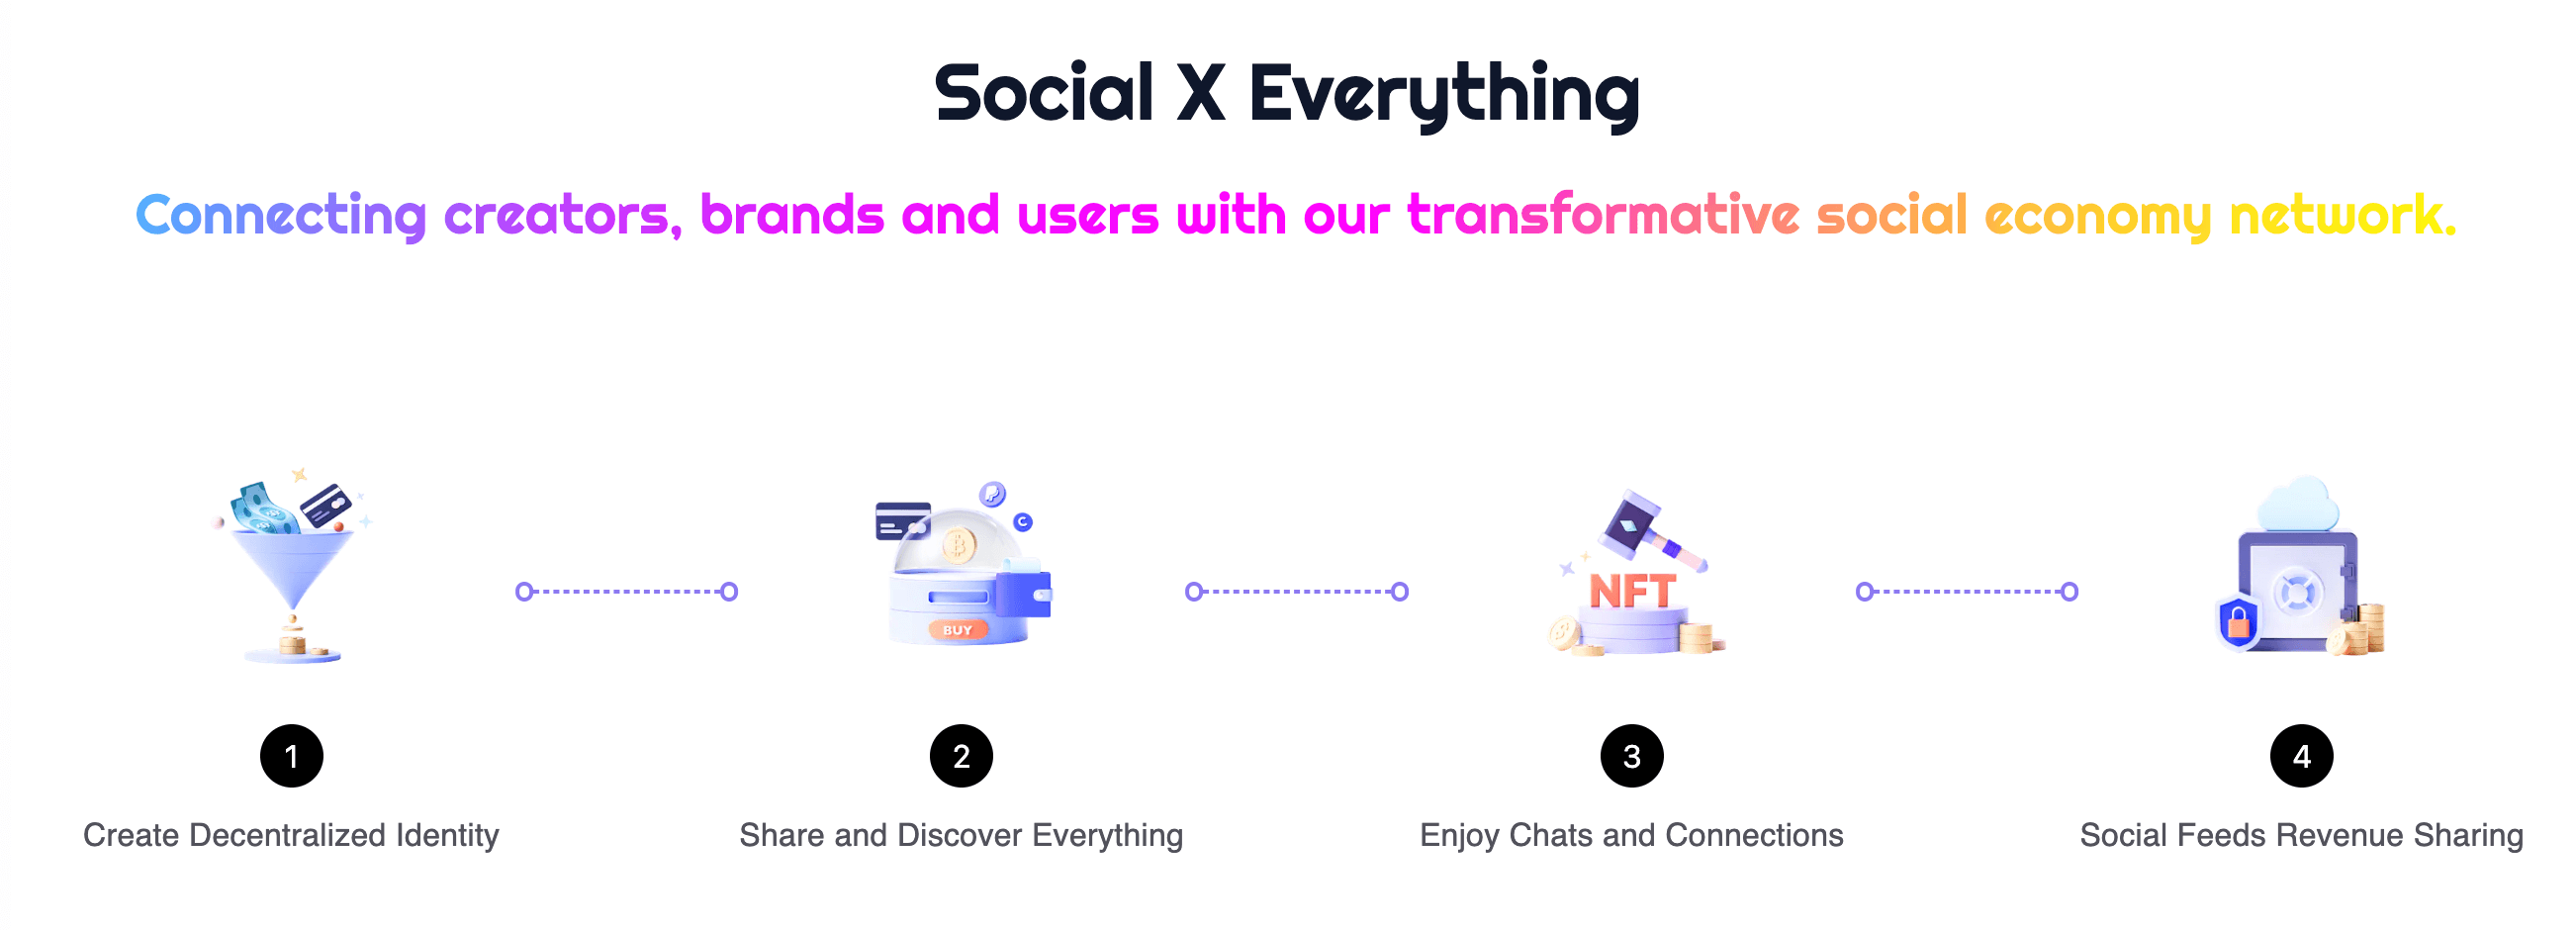 Social X Everything
Connecting creators, brands and users with our transformative social economy network.
BUY
NFT
1
2
3
4
Create Decentralized Identity
Share and Discover Everything
Enjoy Chats and Connections
Social Feeds Revenue Sharing